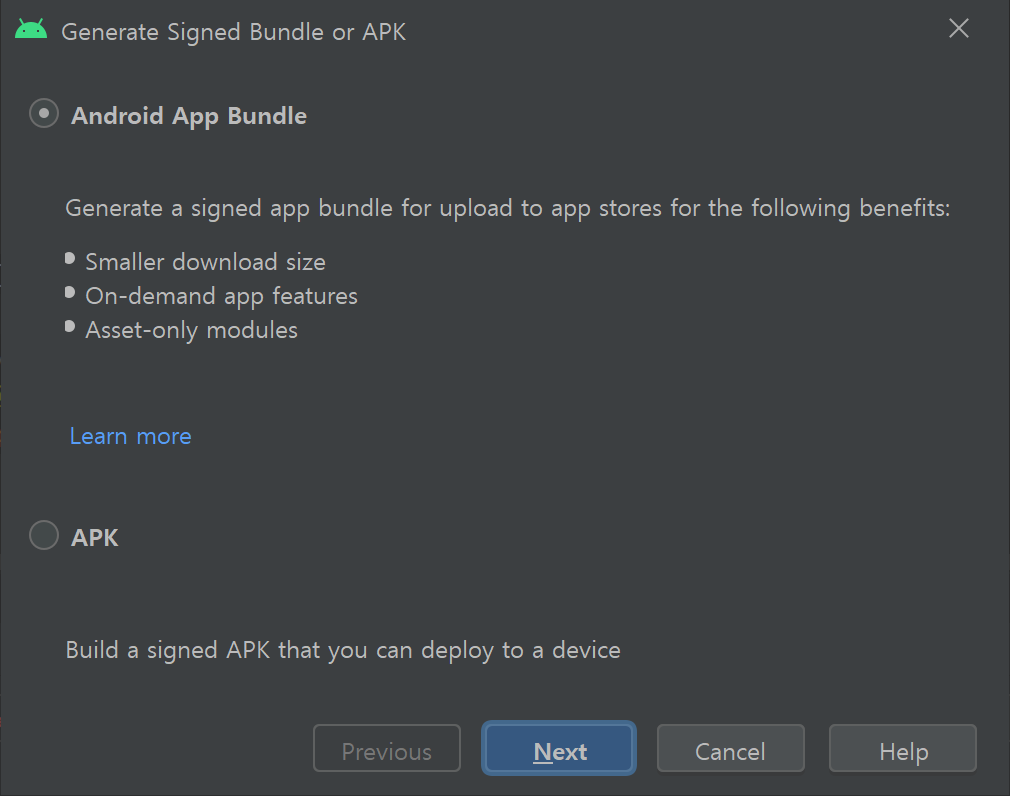 Generate Signed Bundle or APK
Android App Bundle
Generate a signed app bundle for upload to app stores for the following benefits:
Smaller download size
On-demand app features
Asset-only modules
Learn more
APK
Build a signed APK that you can deploy to a device
Previous Next Cancel Help